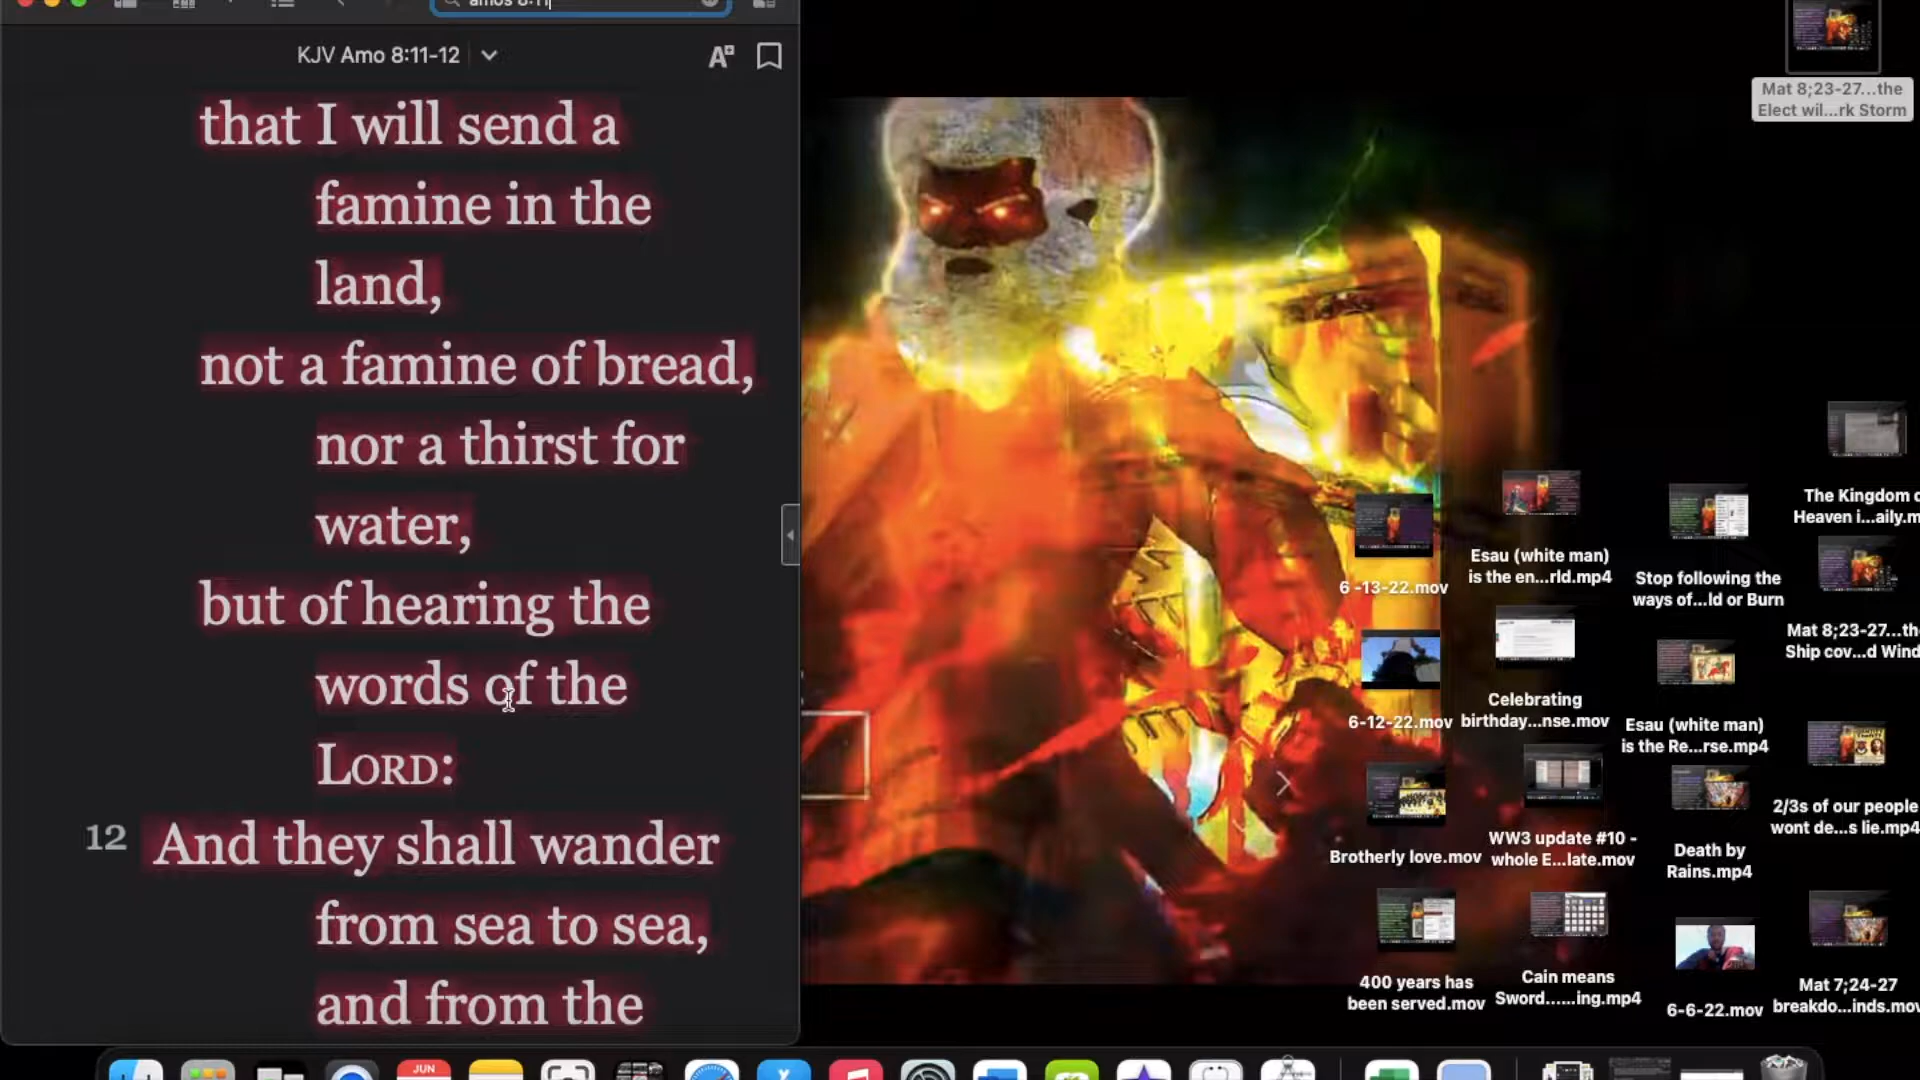 amos 8:11
KJV Amo 8:11-12
that I will send a
famine in the
land,
not a famine of bread,
nor a thirst for
water,
but of hearing the
words of the
LORD:
12 And they shall wander
from sea to sea,
and from the
Mat 8;23-27...the
Elect wil...rk Storm
The Kingdom o
Heaven i...aily.m
Esau (white man)
is the en...rld.mp4
Stop following the
ways of...ld or Burn
6 -13-22.mov
Mat 8;23-27...th
Ship cov...d Wind
Celebrating
birthday...nse.mov
6-12-22.mov
Esau (white man)
is the Re...rse.mp4
2/3s of our people
wont de...s lie.mp4
WW3 update #10 -
whole E...late.mov
Brotherly love.mov
Death by
Rains.mp4
400 years has
been served.mov
Cain means
Sword......ing.mp4
6-6-22.mov
Mat 7;24-27
breakdo...inds.mov
JUN